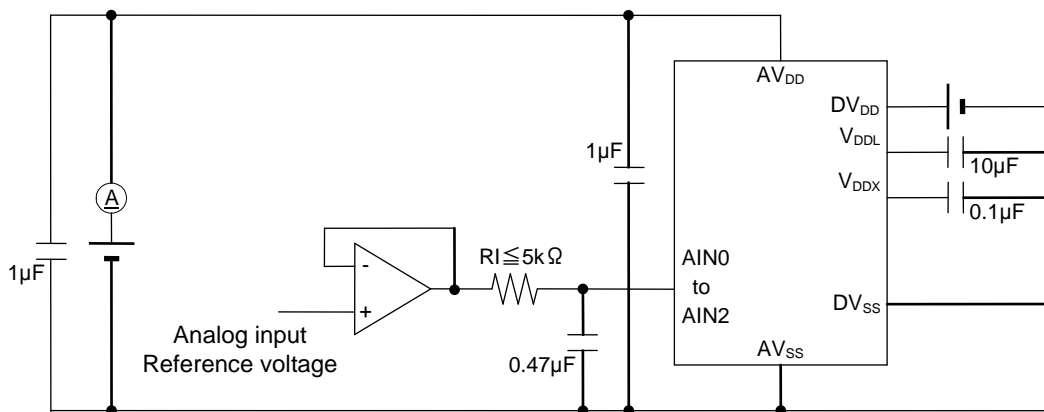 AVDD
DVDD
VDDL
10μF
VDDX
0.1μF
1μF
A
1μF
RI≦5kΩ
AIN0
to
AIN2
-
+
Analog input
Reference voltage
0.47μF
DVSS
AVSS